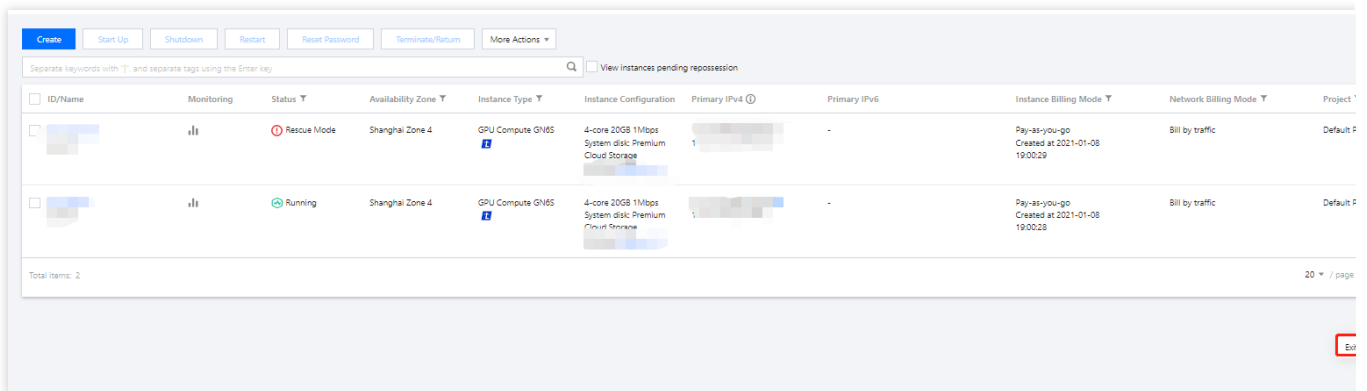 Create Start Up Shutdown Restart Reset Password Terminate/Return More Actions
Separate keywords with "|", and separate tags using the Enter key View instances pending repossession
ID/Name Monitoring Status Availability Zone Instance Type Instance Configuration Primary IPv4 Primary IPv6 Instance Billing Mode Network Billing Mode Project
Rescue Mode Shanghai Zone 4 GPU Compute GN6S 4-core 20GB 1Mbps - Pay-as-you-go Bill by traffic Default P
System disk: Premium Created at 2021-01-08
Cloud Storage 19:00:29
Running Shanghai Zone 4 GPU Compute GN6S 4-core 20GB 1Mbps - Pay-as-you-go Bill by traffic Default P
System disk: Premium Created at 2021-01-08
Cloud Storage 19:00:28
Total items: 2 20 / page